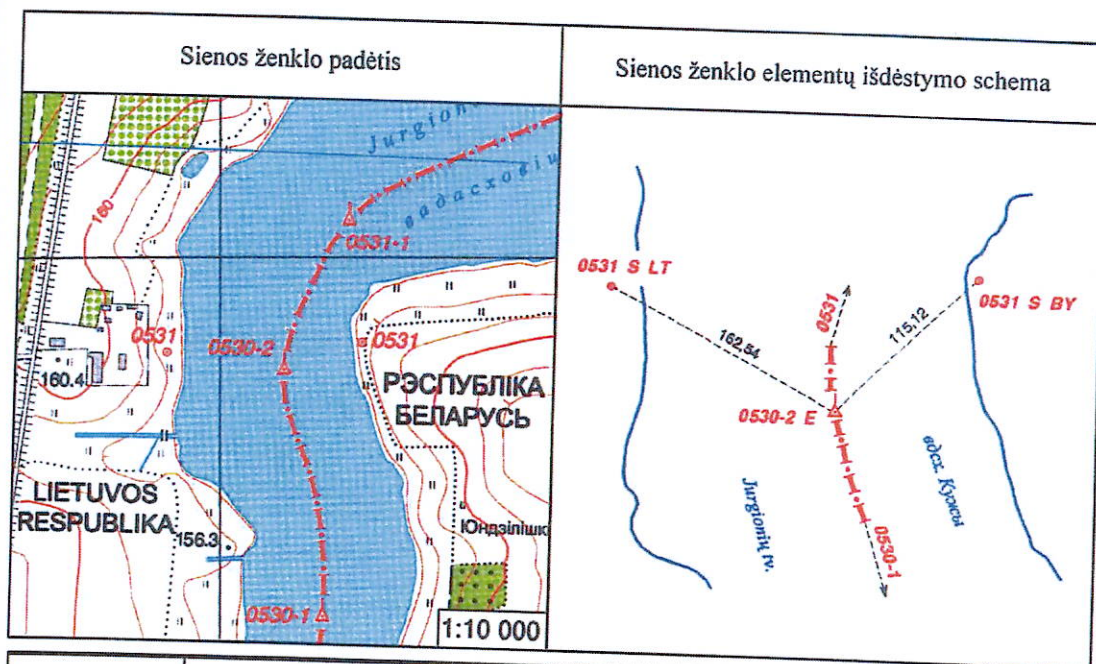 Sienos ženklo padėtis
Sienos ženklo elementų išdėstymo schema
Jurgion
вадасховіш
160
0531-1
0531
0530-2
0531
160.4
РЭСПУБЛІКА
БЕЛАРУСЬ
LIETUVOS
RESPUBLIKA
156.3
Юндзілішк
0530-1
1:10 000
0531 S LT
0531
0531 S BY
162,54
115,12
0530-2 E
Jurgionių tv.
вдсх. Кужсы
0530-1